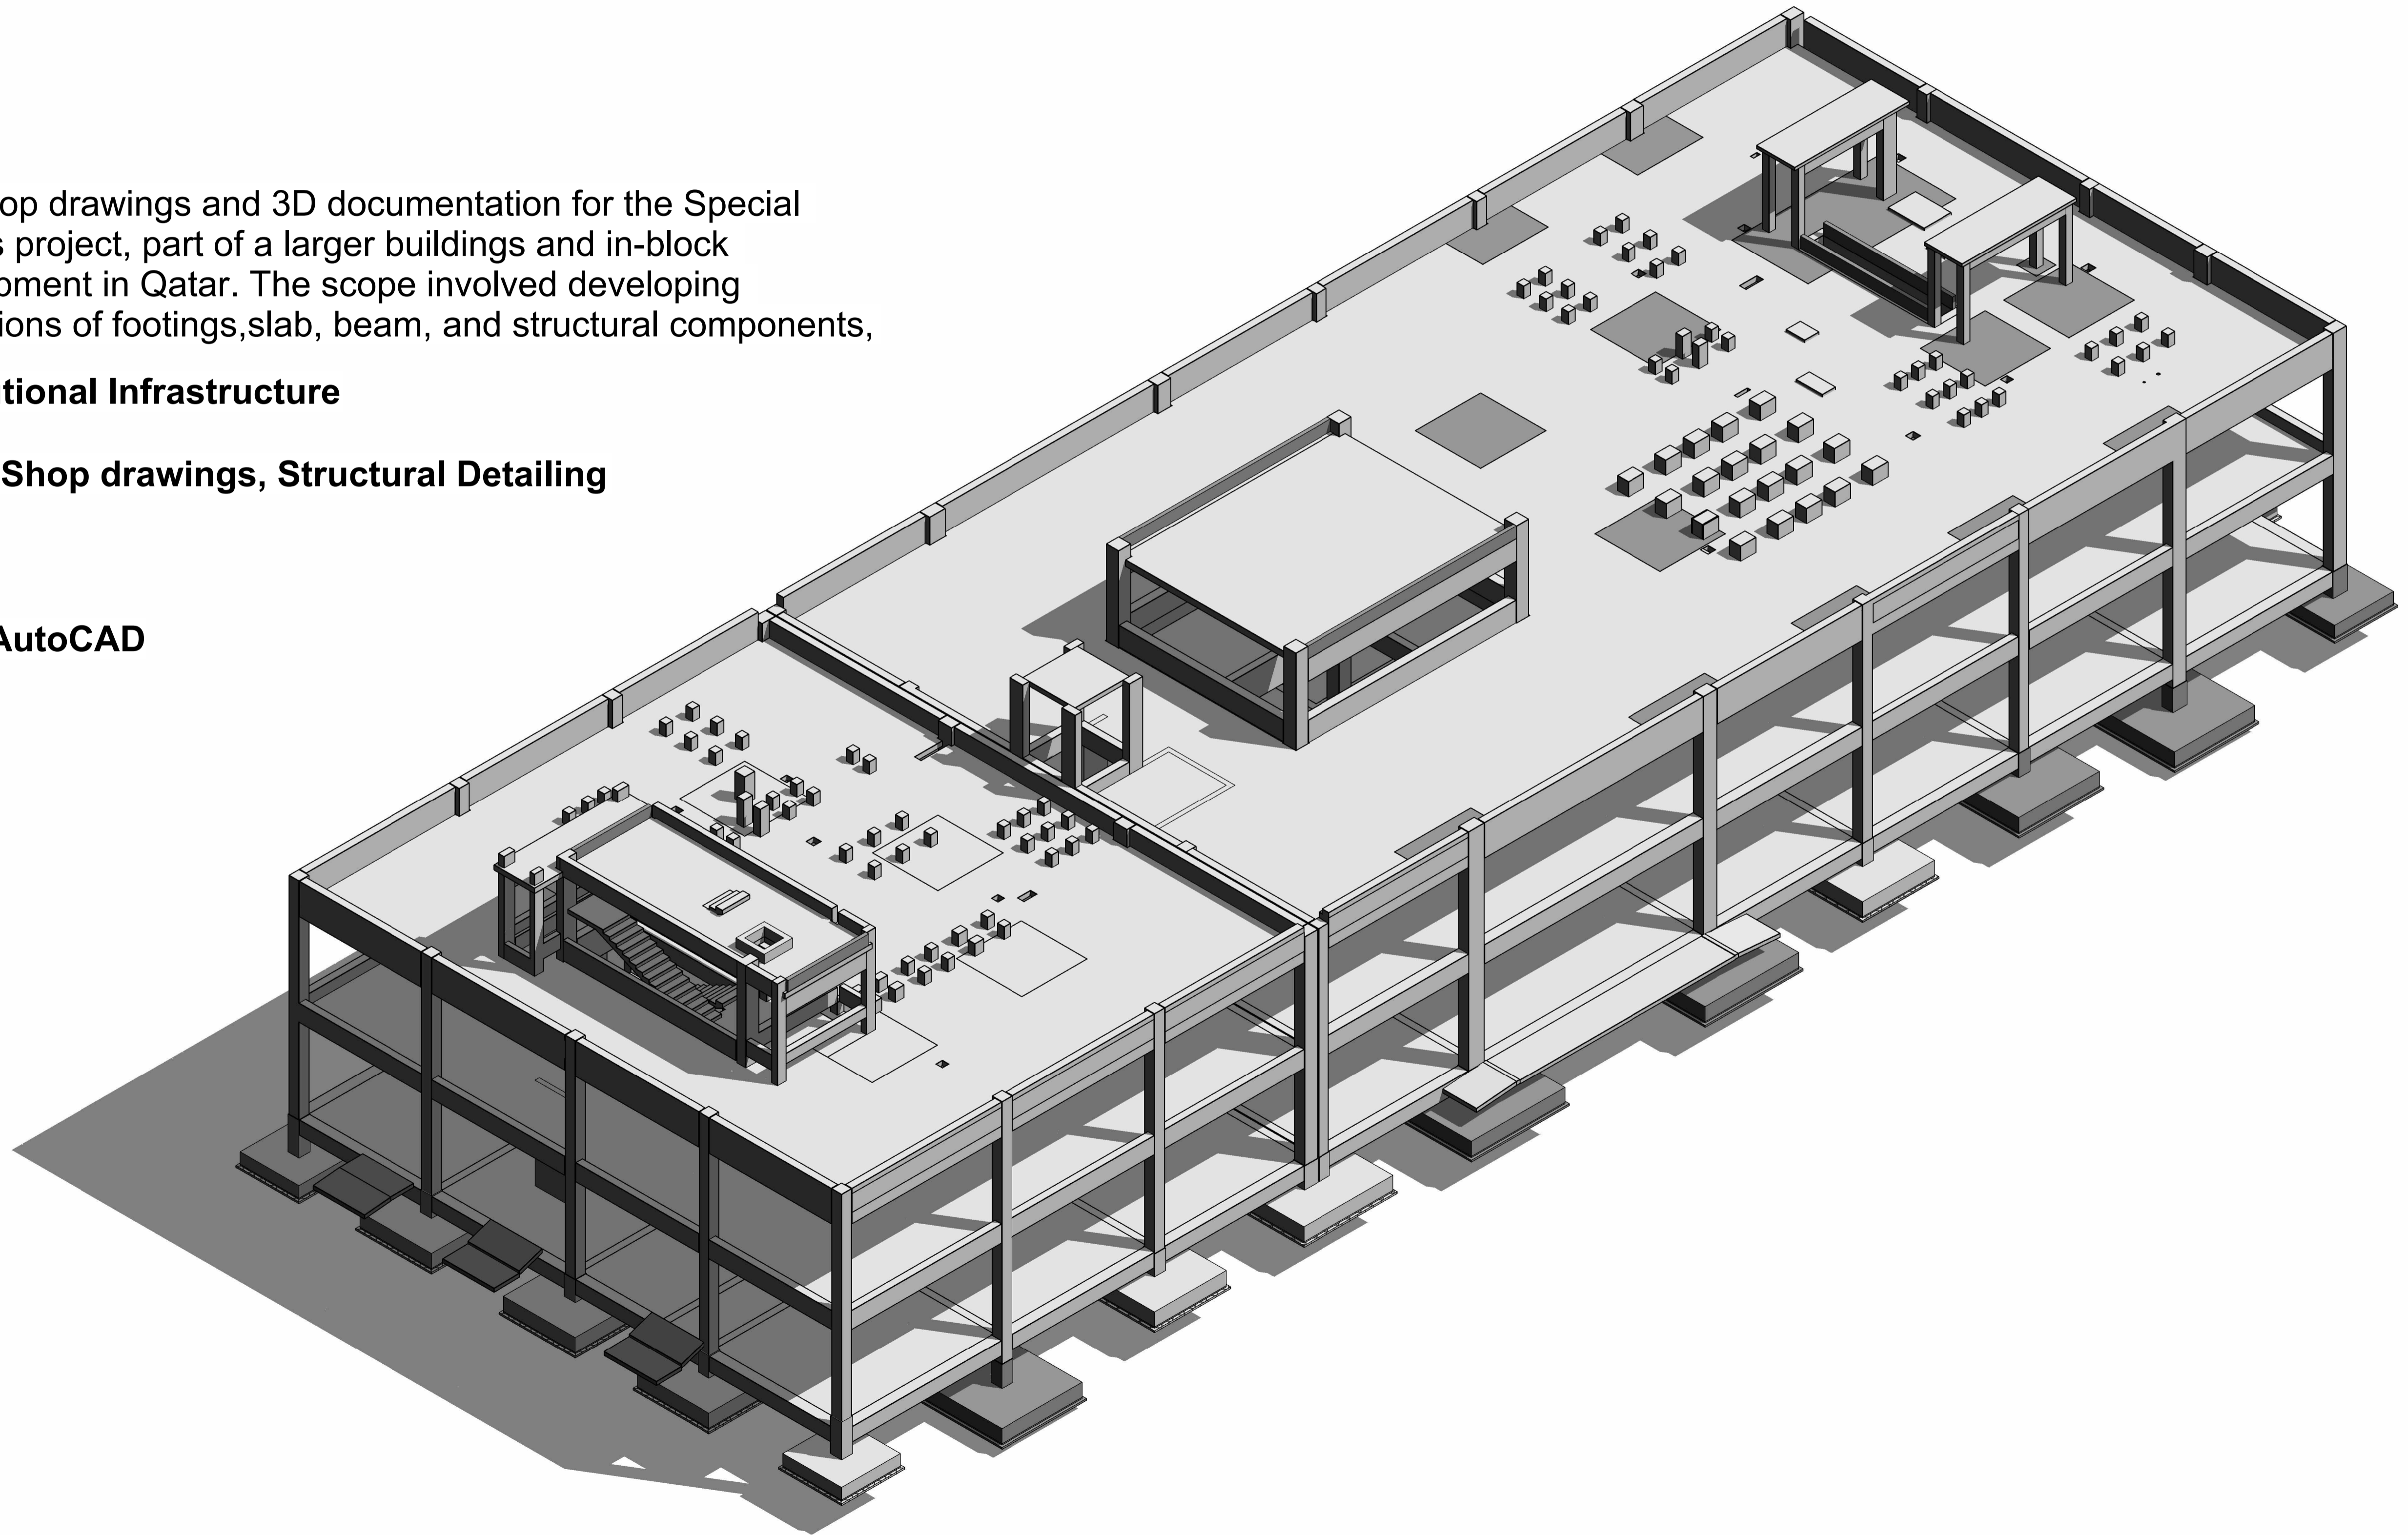 op drawings and 3D documentation for the Special
s project, part of a larger buildings and in-block
pment in Qatar. The scope involved developing
ions of footings,slab, beam, and structural components,
itional Infrastructure
Shop drawings, Structural Detailing
AutoCAD